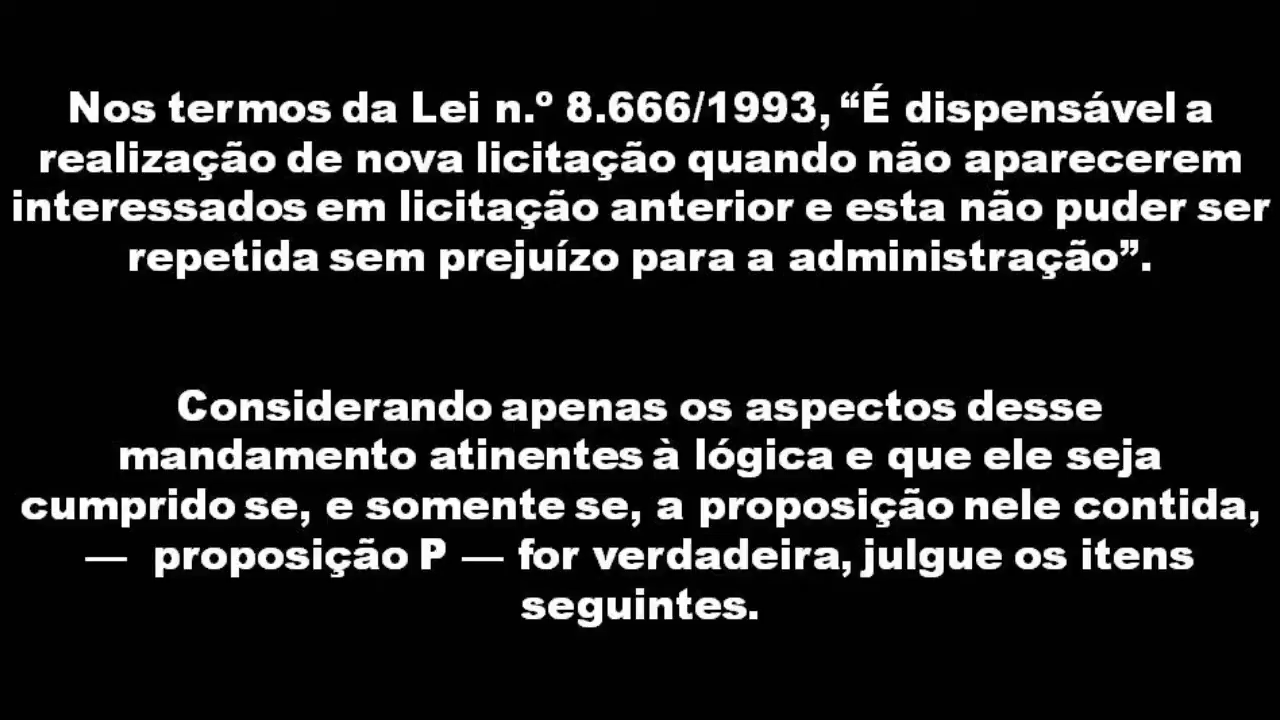 Nos termos da Lei n.º 8.666/1993, “É dispensável a
realização de nova licitação quando não aparecerem
interessados em licitação anterior e esta não puder ser
repetida sem prejuízo para a administração”.
Considerando apenas os aspectos desse
mandamento atinentes à lógica e que ele seja
cumprido se, e somente se, a proposição nele contida,
— proposição P — for verdadeira, julgue os itens
seguintes.